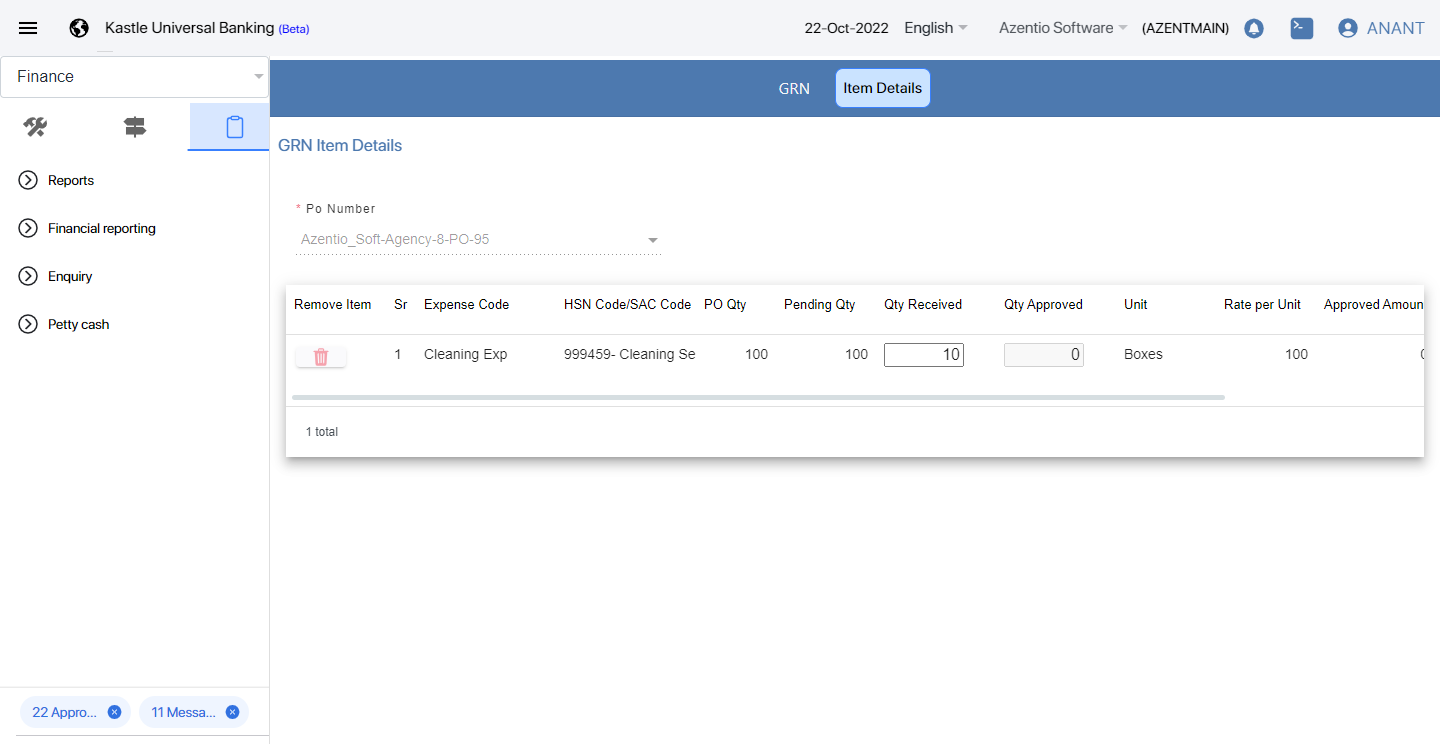 Kastle Universal Banking (Beta)
22-Oct-2022
English
Azentio Software
(AZENTMAIN)
ANANT
Finance
Reports
Financial reporting
Enquiry
Petty cash
22 Appro...
11 Messa...
GRN
Item Details
GRN Item Details
* Po Number
Azentio_Soft-Agency-8-PO-95
Remove Item Sr Expense Code HSN Code/SAC Code PO Qty Pending Qty Qty Received Qty Approved Unit Rate per Unit Approved Amoun
1 Cleaning Exp 999459- Cleaning Se 100 100 10 0 Boxes 100 0
1 total